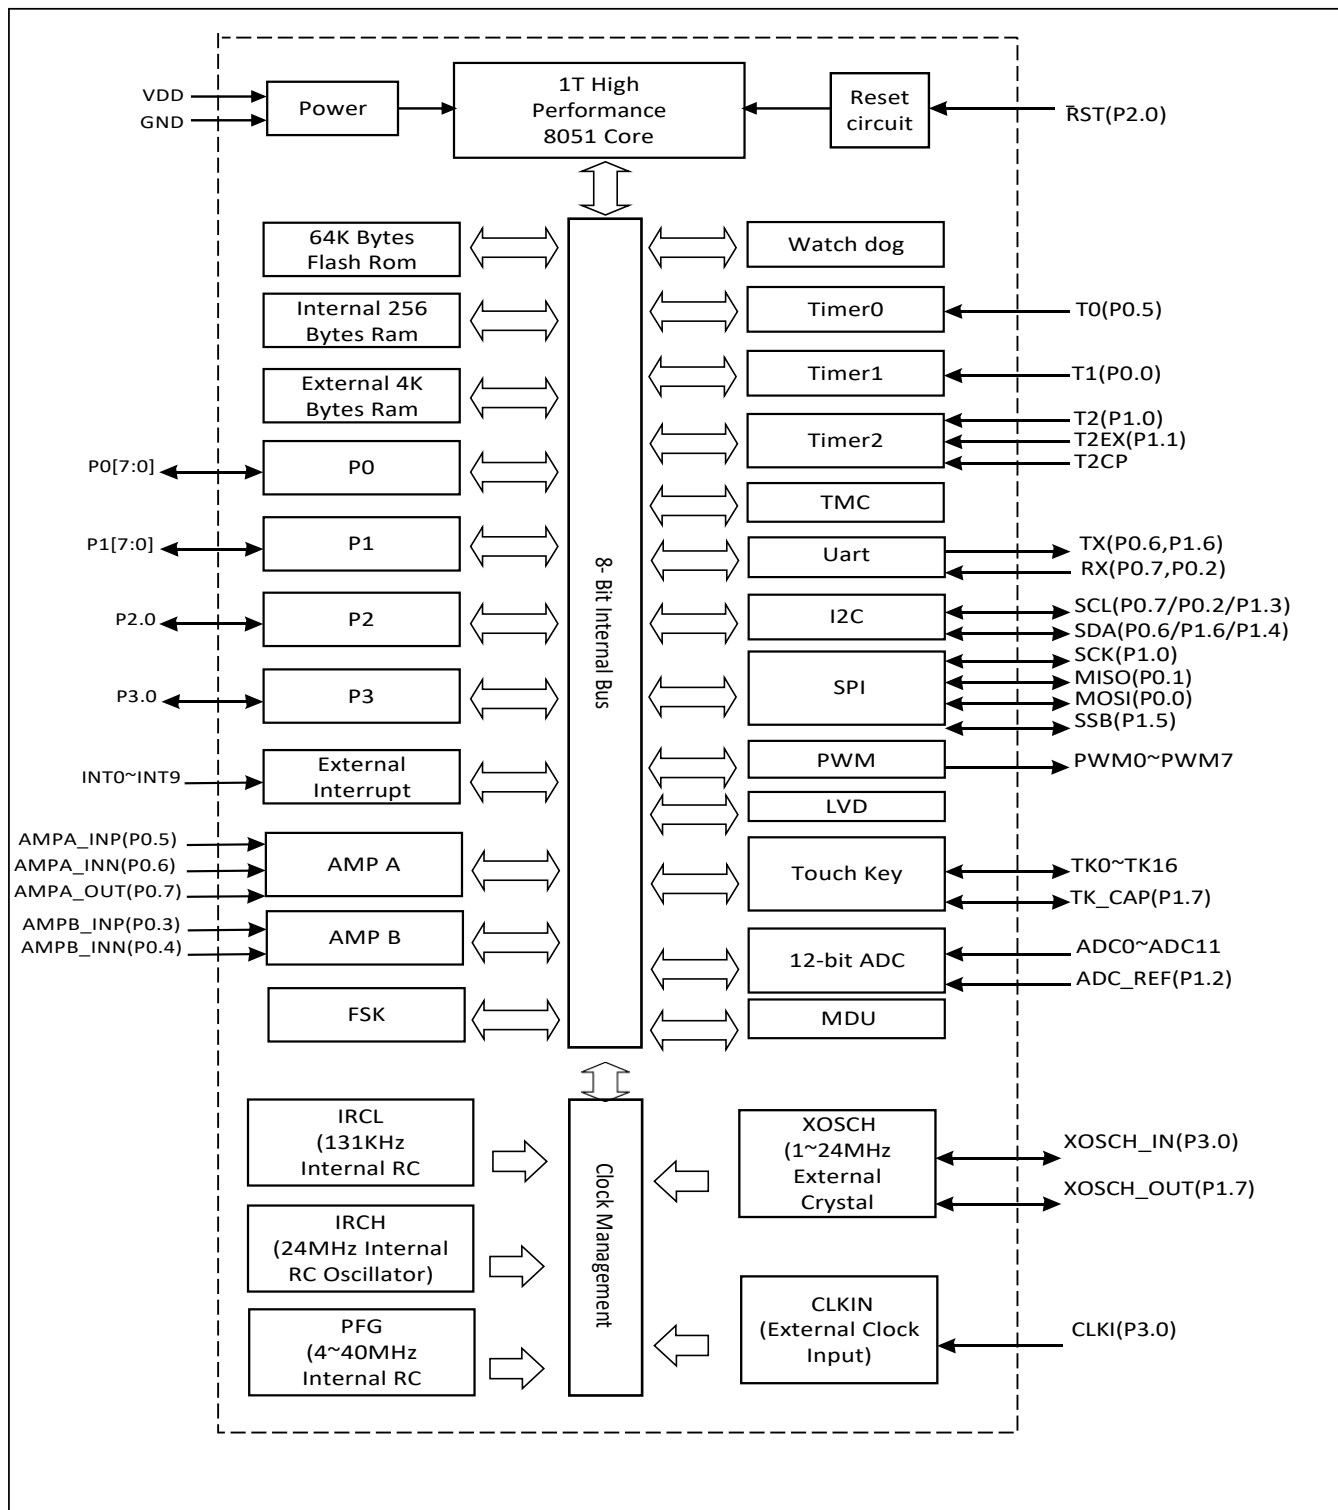 VDD
GND
Power
1T High
Performance
8051 Core
Reset
circuit
RST(P2.0)
64K Bytes
Flash Rom
Internal 256
Bytes Ram
External 4K
Bytes Ram
P0[7:0]
P0
P1[7:0]
P1
P2.0
P2
P3.0
P3
INT0~INT9
External
Interrupt
AMPA_INP(P0.5)
AMPA_INN(P0.6)
AMPA_OUT(P0.7)
AMP A
AMPB_INP(P0.3)
AMPB_INN(P0.4)
AMP B
FSK
8- Bit Internal Bus
Watch dog
Timer0
T0(P0.5)
Timer1
T1(P0.0)
Timer2
T2(P1.0)
T2EX(P1.1)
T2CP
TMC
Uart
TX(P0.6,P1.6)
RX(P0.7,P0.2)
I2C
SCL(P0.7/P0.2/P1.3)
SDA(P0.6/P1.6/P1.4)
SPI
SCK(P1.0)
MISO(P0.1)
MOSI(P0.0)
SSB(P1.5)
PWM
PWM0~PWM7
LVD
Touch Key
TK0~TK16
TK_CAP(P1.7)
12-bit ADC
ADC0~ADC11
ADC_REF(P1.2)
MDU
IRCL
(131KHz
Internal RC
IRCH
(24MHz Internal
RC Oscillator)
PFG
(4~40MHz
Internal RC
Clock Management
XOSCH
(1~24MHz
External
Crystal
XOSCH_IN(P3.0)
XOSCH_OUT(P1.7)
CLKIN
(External Clock
Input)
CLKI(P3.0)